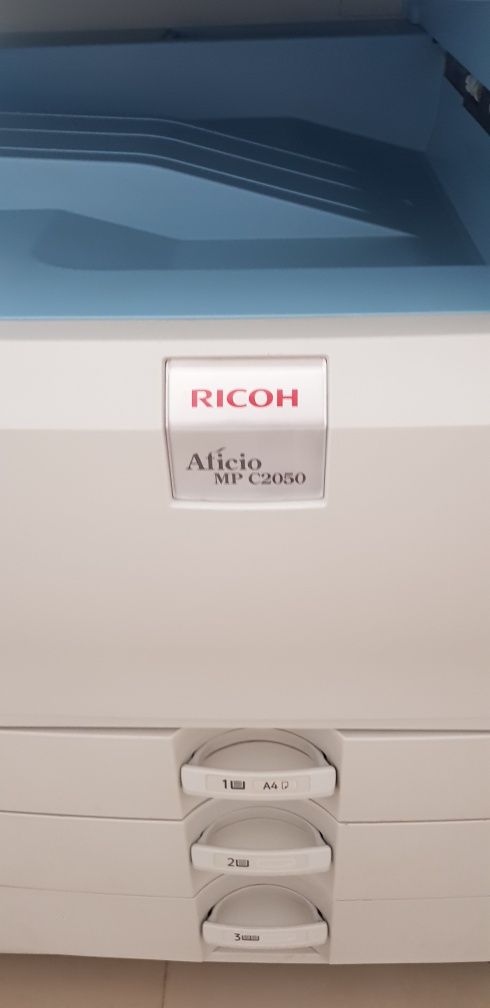 RICOH
Aficio
MP C2050
1 A4
2
3